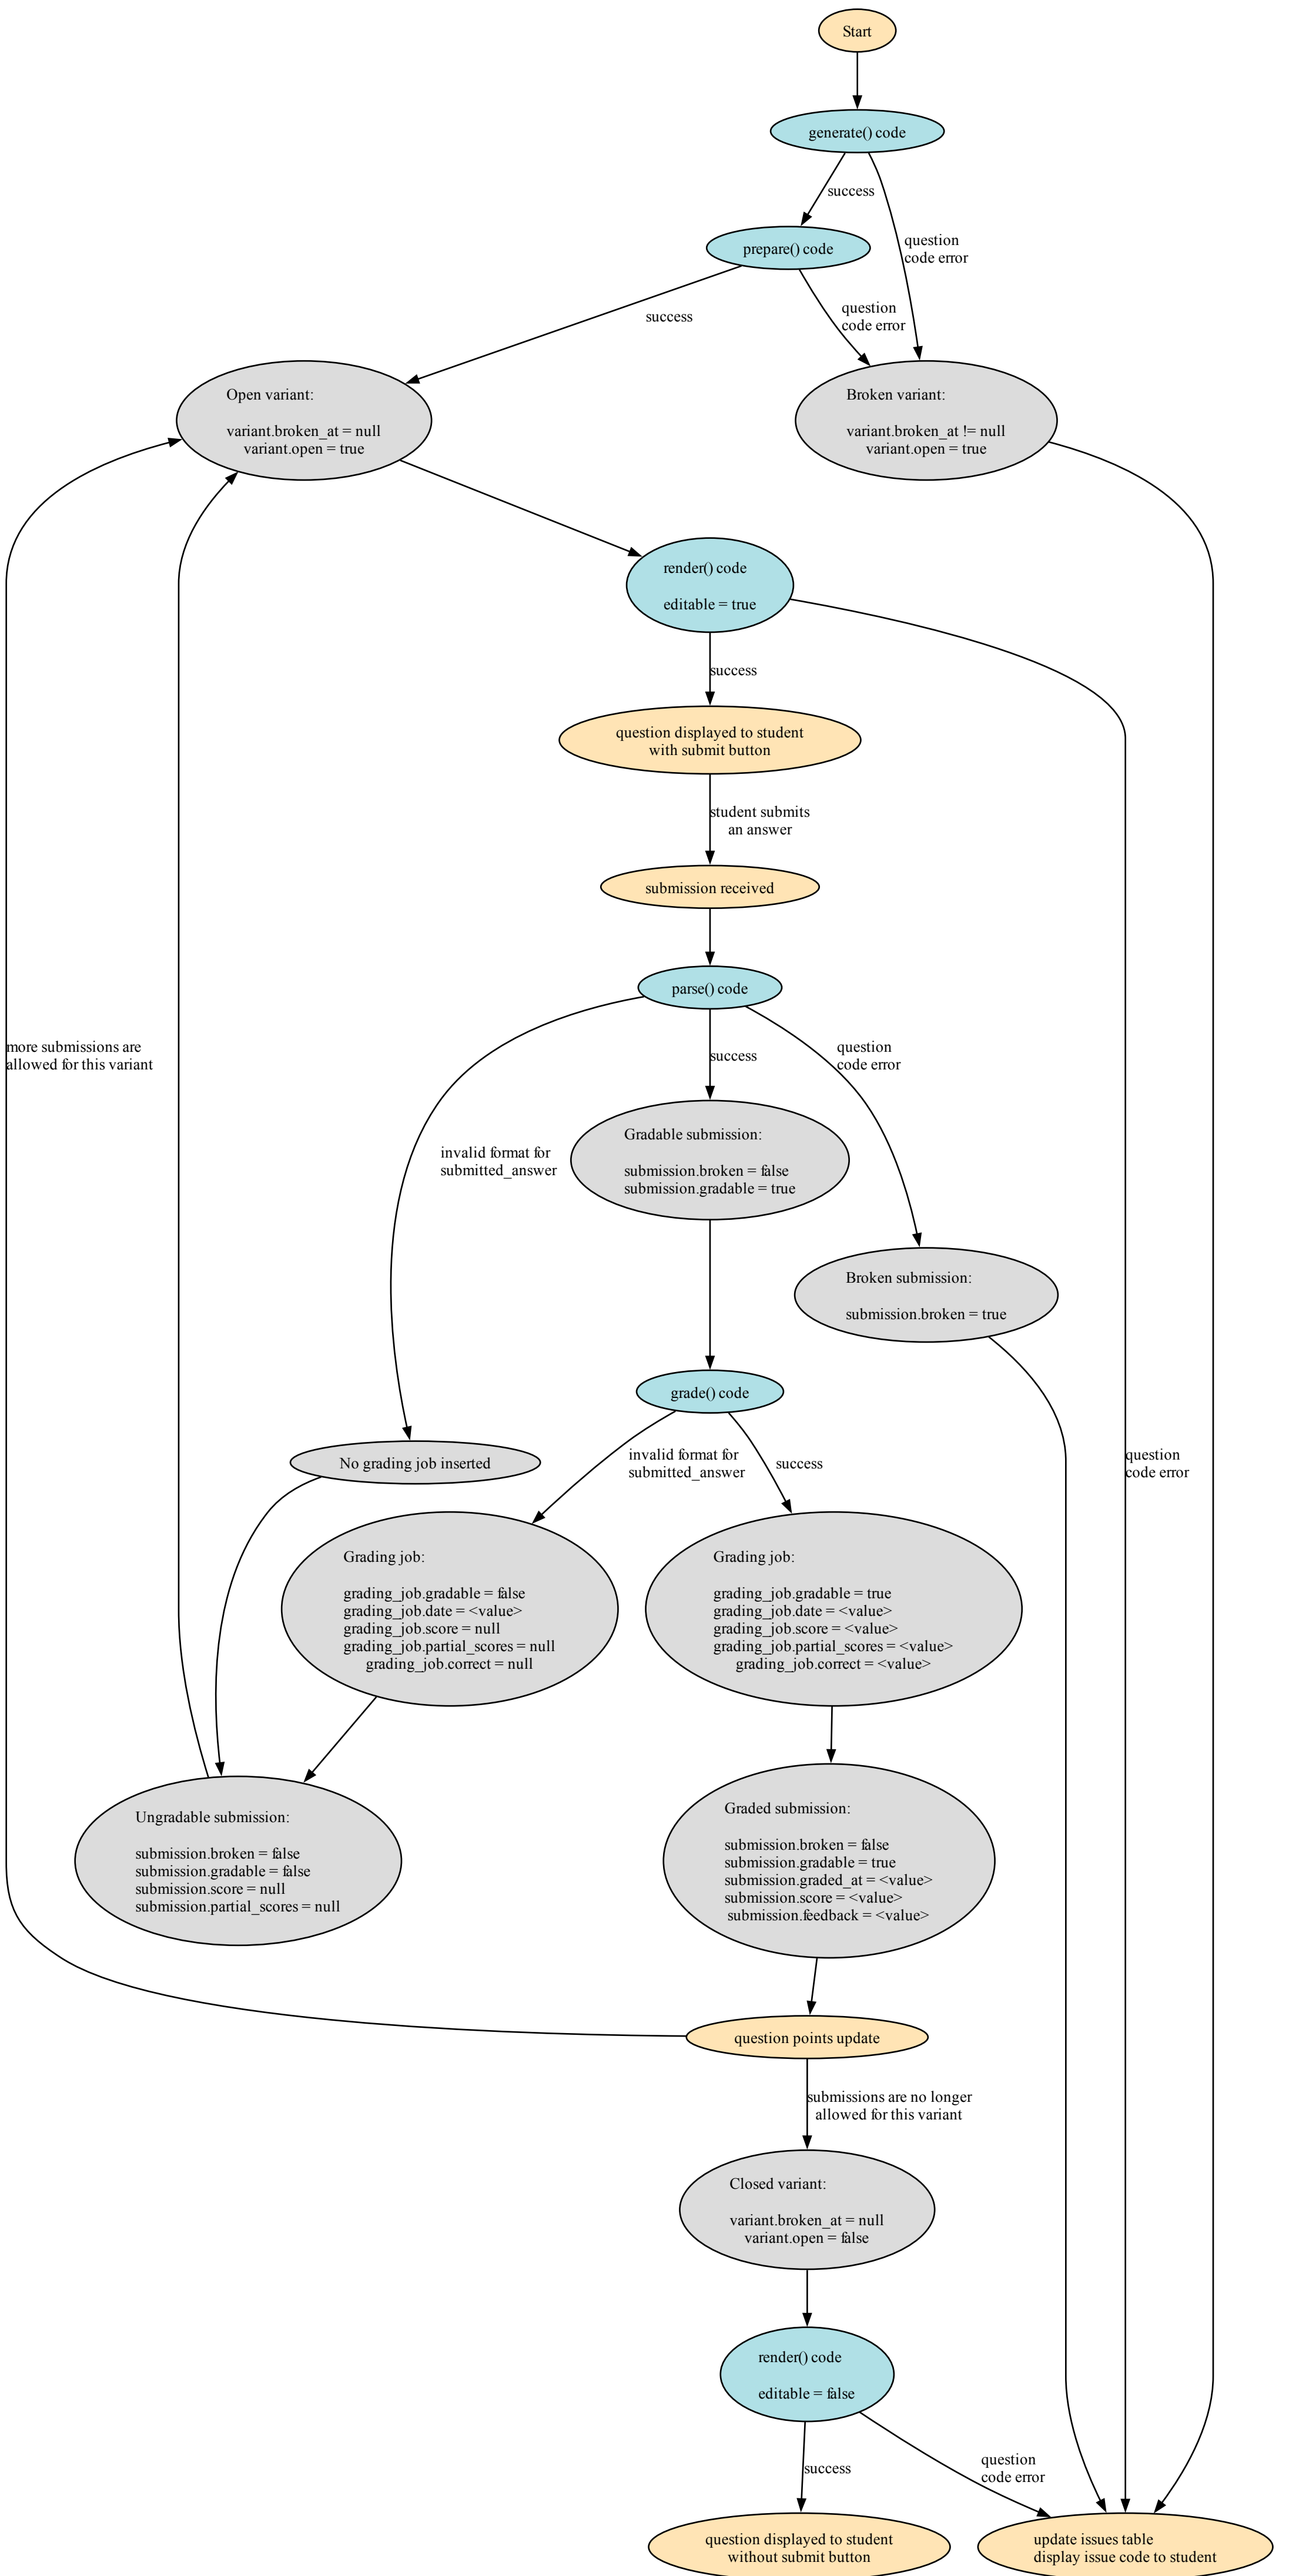 Start
generate() code
success
question
code error
prepare() code
success
question
code error
Open variant:
variant.broken_at = null
variant.open = true
Broken variant:
variant.broken_at != null
variant.open = true
render() code
editable = true
success
question displayed to student
with submit button
student submits
an answer
submission received
parse() code
more submissions are
allowed for this variant
success
question
code error
invalid format for
submitted_answer
Gradable submission:
submission.broken = false
submission.gradable = true
Broken submission:
submission.broken = true
grade() code
No grading job inserted
invalid format for
submitted_answer
success
question
code error
Grading job:
grading_job.gradable = false
grading_job.date = <value>
grading_job.score = null
grading_job.partial_scores = null
grading_job.correct = null
Grading job:
grading_job.gradable = true
grading_job.date = <value>
grading_job.score = <value>
grading_job.partial_scores = <value>
grading_job.correct = <value>
Ungradable submission:
submission.broken = false
submission.gradable = false
submission.score = null
submission.partial_scores = null
Graded submission:
submission.broken = false
submission.gradable = true
submission.graded_at = <value>
submission.score = <value>
submission.feedback = <value>
question points update
submissions are no longer
allowed for this variant
Closed variant:
variant.broken_at = null
variant.open = false
render() code
editable = false
success
question
code error
question displayed to student
without submit button
update issues table
display issue code to student